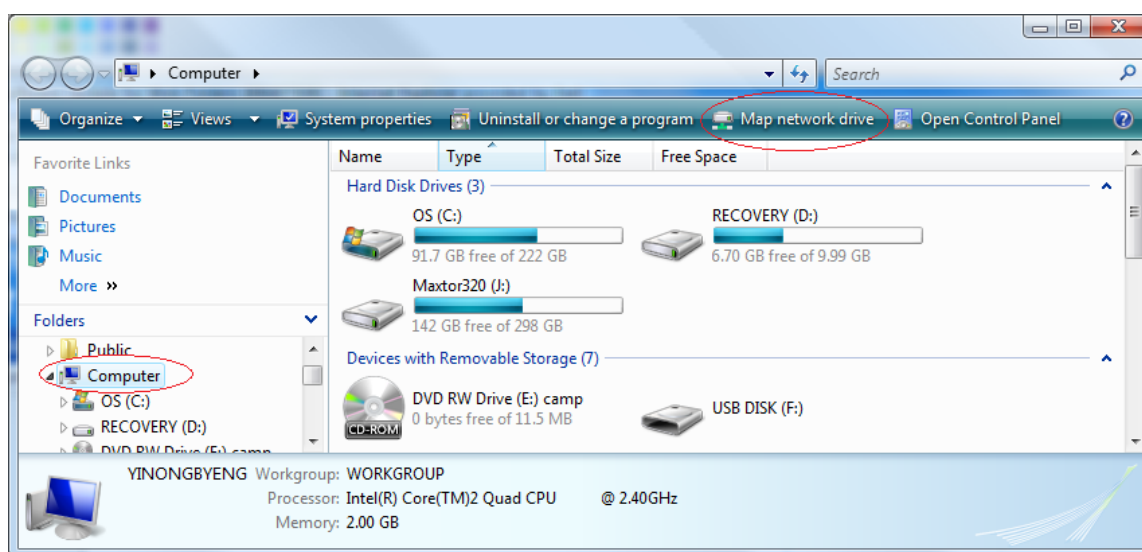 Computer
Search
Organize Views System properties Uninstall or change a program Map network drive Open Control Panel
Favorite Links
Documents
Pictures
Music
More
Folders
Public
Computer
OS (C:)
RECOVERY (D:)
DVD RW Drive (E:) camp
Name Type Total Size Free Space
Hard Disk Drives (3)
OS (C:)
91.7 GB free of 222 GB
RECOVERY (D:)
6.70 GB free of 9.99 GB
Maxtor320 (J:)
142 GB free of 298 GB
Devices with Removable Storage (7)
DVD RW Drive (E:) camp
0 bytes free of 11.5 MB
CD-ROM
USB DISK (F:)
YINONGBYENG Workgroup: WORKGROUP
Processor: Intel(R) Core(TM)2 Quad CPU @ 2.40GHz
Memory: 2.00 GB